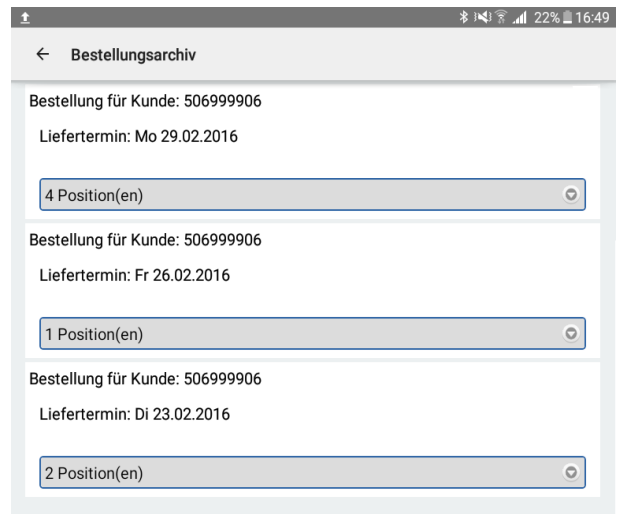 22% 16:49
Bestellungsarchiv
Bestellung für Kunde: 506999906
Liefertermin: Mo 29.02.2016
4 Position(en)
Bestellung für Kunde: 506999906
Liefertermin: Fr 26.02.2016
1 Position(en)
Bestellung für Kunde: 506999906
Liefertermin: Di 23.02.2016
2 Position(en)